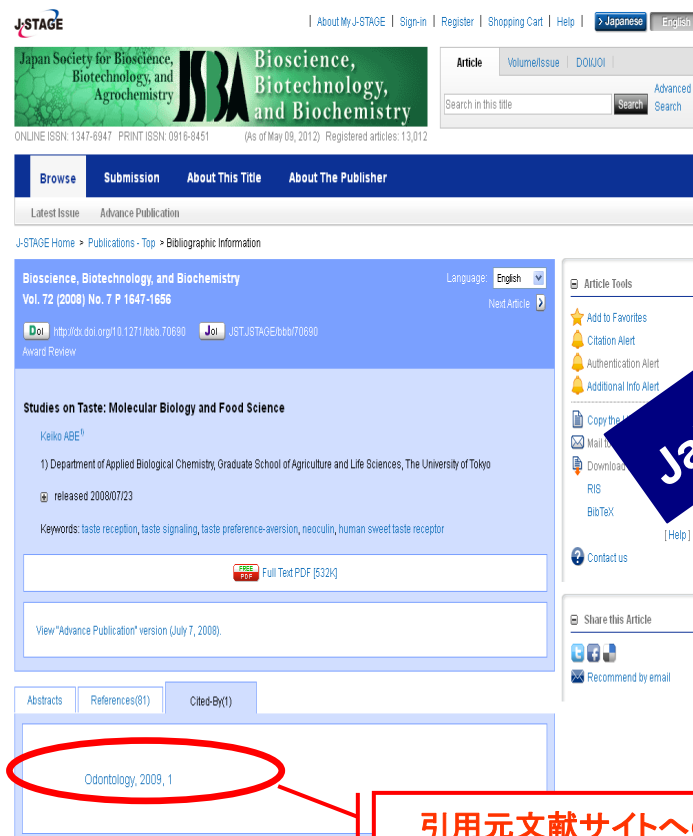 J-STAGE
| About My J-STAGE | Sign-in | Register | Shopping Cart | Help | > Japanese English
Japan Society for Bioscience, Biotechnology, and Agrochemistry
JSBA
Bioscience, Biotechnology, and Biochemistry
ONLINE ISSN: 1347-6947 PRINT ISSN: 0916-8451 (As of May 09, 2012) Registered articles: 13,012
Article Volume/Issue DOI/JOI
Search in this title Search Advanced Search
Browse Submission About This Title About The Publisher
Latest Issue Advance Publication
J-STAGE Home > Publications - Top > Bibliographic Information
Bioscience, Biotechnology, and Biochemistry
Language: English
Vol. 72 (2008) No. 7 P 1647-1656
Next Article
DOI http://dx.doi.org/10.1271/bbb.70690 JOI JST.JSTAGE/bbb/70690
Award Review
Studies on Taste: Molecular Biology and Food Science
Keiko ABE1)
1) Department of Applied Biological Chemistry, Graduate School of Agriculture and Life Sciences, The University of Tokyo
released 2008/07/23
Keywords: taste reception, taste signaling, taste preference-aversion, neoculin, human sweet taste receptor
FREE PDF Full Text PDF [532K]
View "Advance Publication" version (July 7, 2008).
Abstracts References(81) Cited-By(1)
Odontology, 2009, 1
Article Tools
Add to Favorites
Citation Alert
Authentication Alert
Additional Info Alert
Copy the
Mail to
Download
RIS
BibTeX
[Help]
Contact us
Share this Article
Recommend by email
Ja
引用元文献サイトへ